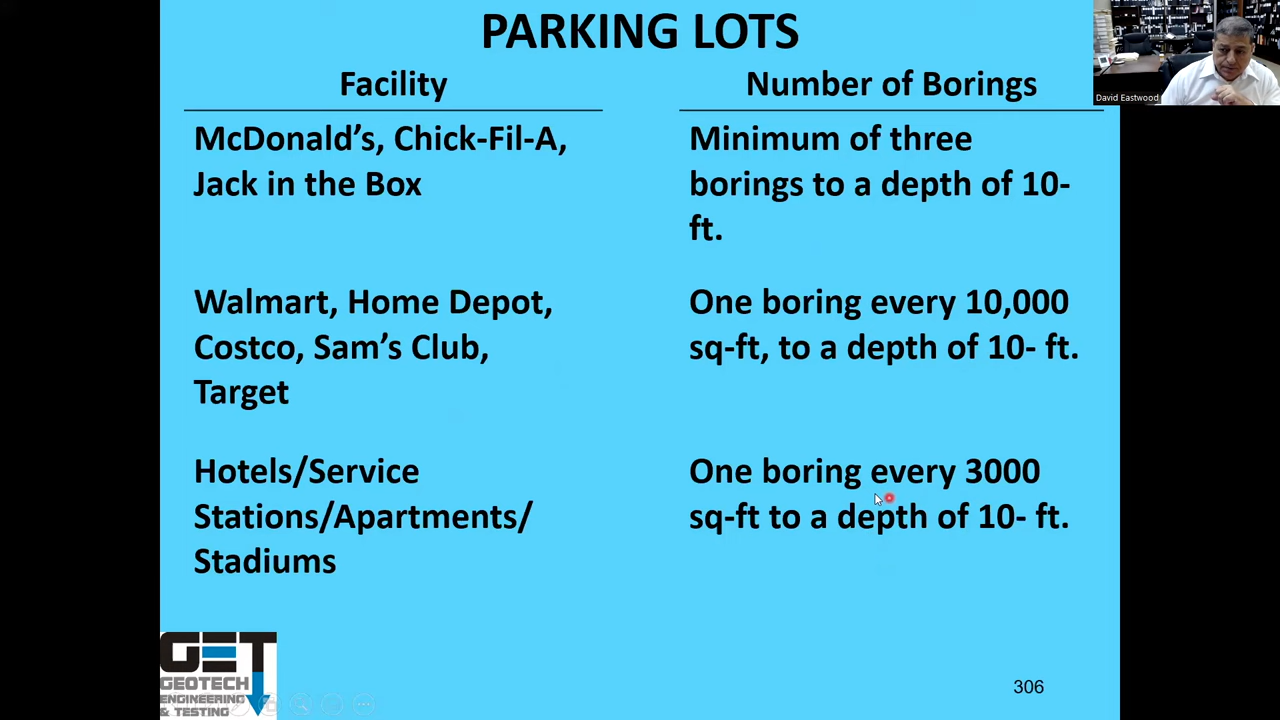 PARKING LOTS
Facility
Number of Borings
McDonald’s, Chick-Fil-A,
Jack in the Box
Minimum of three
borings to a depth of 10-
ft.
Walmart, Home Depot,
Costco, Sam’s Club,
Target
One boring every 10,000
sq-ft, to a depth of 10- ft.
Hotels/Service
Stations/Apartments/
Stadiums
One boring every 3000
sq-ft to a depth of 10- ft.
GET
GEOTECH
ENGINEERING
& TESTING
306
David Eastwood